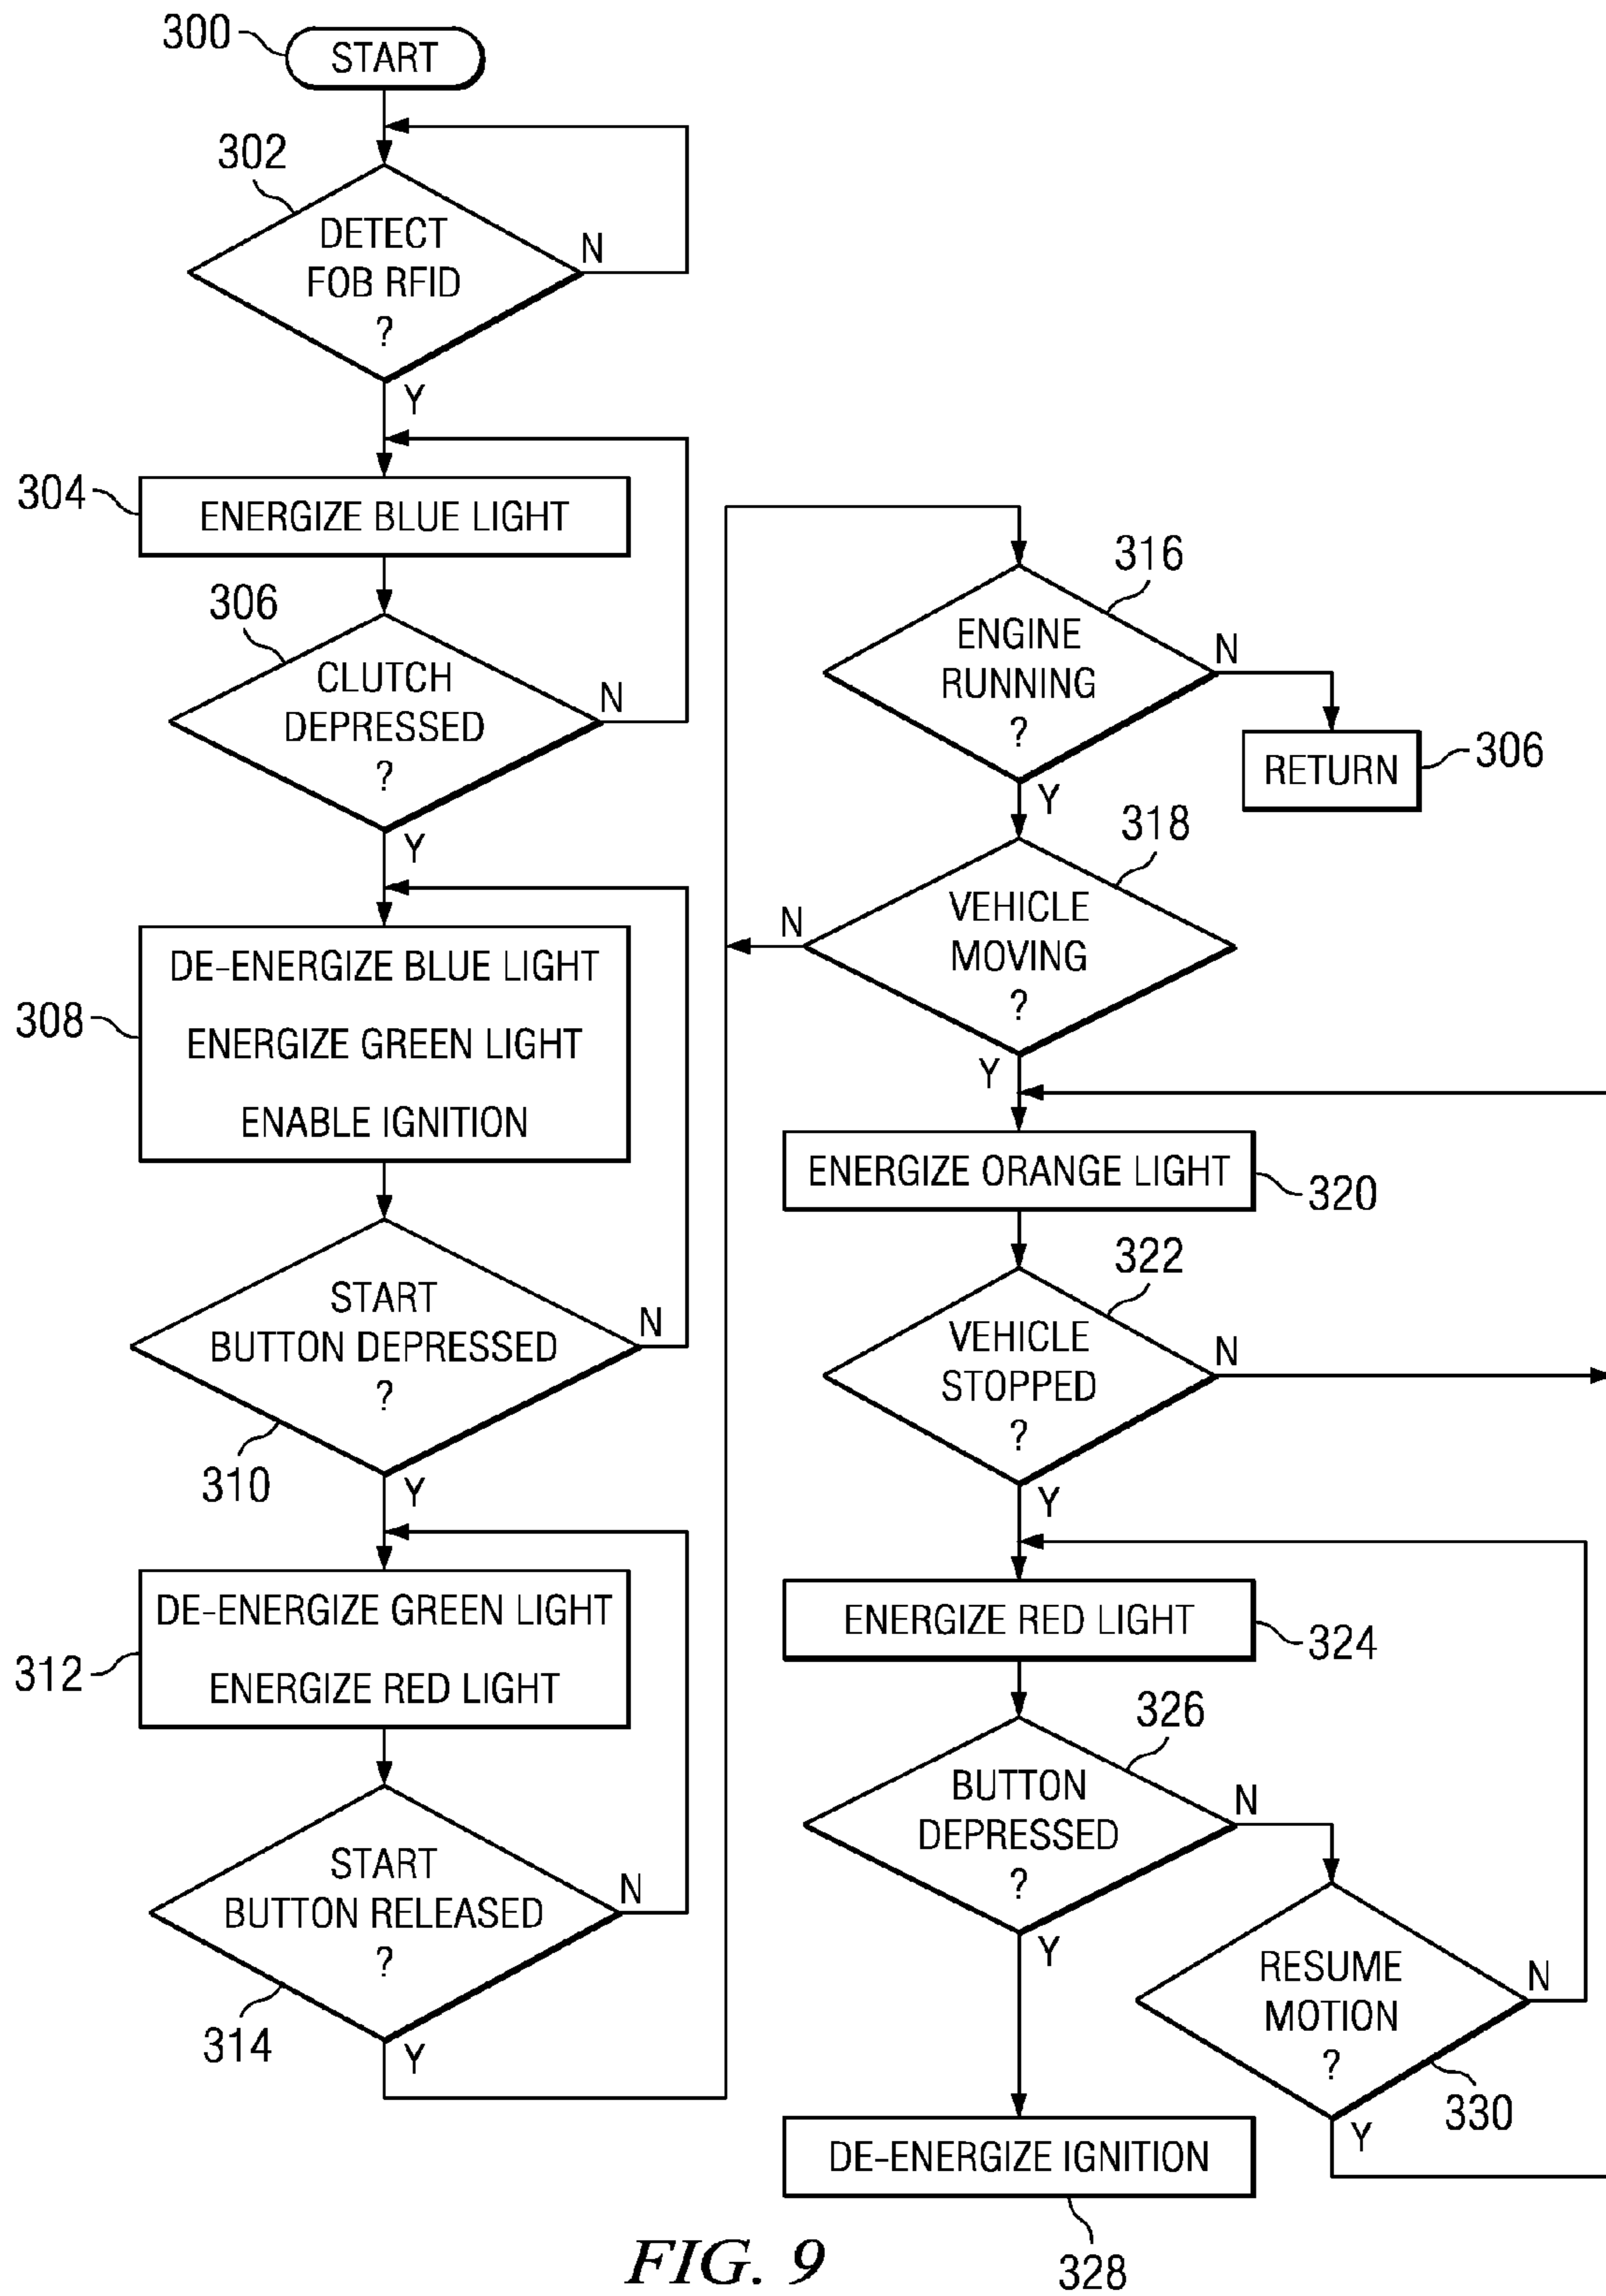 300
START
302
DETECT
FOB RFID
?
N
Y
304
ENERGIZE BLUE LIGHT
306
CLUTCH
DEPRESSED
?
N
Y
308
DE-ENERGIZE BLUE LIGHT
ENERGIZE GREEN LIGHT
ENABLE IGNITION
START
BUTTON DEPRESSED
?
N
310
Y
312
DE-ENERGIZE GREEN LIGHT
ENERGIZE RED LIGHT
START
BUTTON RELEASED
?
N
314
Y
316
ENGINE
RUNNING
?
N
RETURN
306
Y
318
VEHICLE
MOVING
?
N
Y
ENERGIZE ORANGE LIGHT
320
322
VEHICLE
STOPPED
?
N
Y
ENERGIZE RED LIGHT
324
326
BUTTON
DEPRESSED
?
N
Y
RESUME
MOTION
?
N
330
Y
DE-ENERGIZE IGNITION
328
FIG. 9